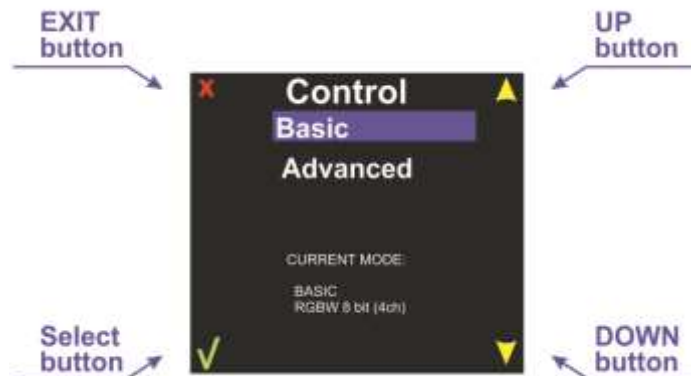 EXIT
button
UP
button
X
Control
Basic
Advanced
CURRENT MODE:
BASIC
RGBW 8 bit (4ch)
Select
button
DOWN
button